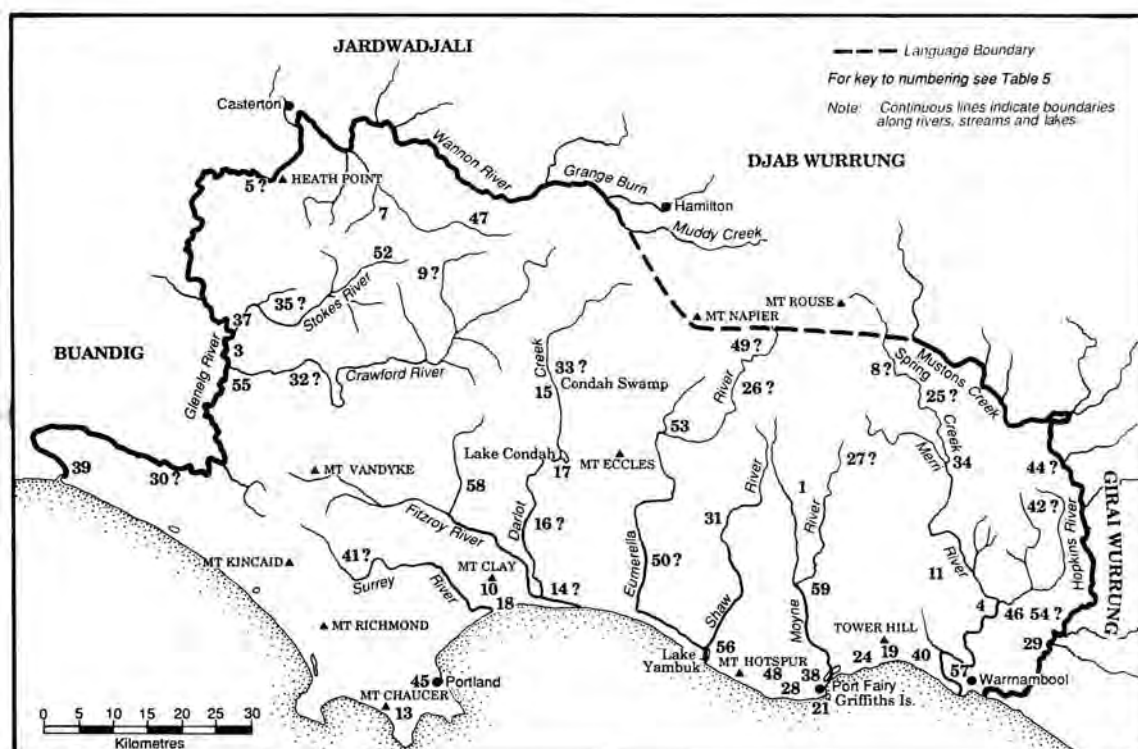 JARDWADJALI
Language Boundary
For key to numbering see Table 5
Note: Continuous lines indicate boundaries
along rivers, streams and lakes
Casterton
Wannon River
DJAB WURRUNG
5 ?
HEATH POINT
Grange Burn
Hamilton
7
47
Muddy Creek
52
9 ?
35 ?
Stokes River
MT ROUSE
MT NAPIER
37
BUANDIG
Glenelg River
3
55
32 ?
Crawford River
Creek
33 ?
15
Condah Swamp
49 ?
River
26 ?
8 ?
Spring
Creek
25 ?
Mustons Creek
53
39
30 ?
MT VANDYKE
Lake Condah
17
MT ECCLES
River
27 ?
Merri
34
44 ?
58
1
River
42 ?
GIRAI WURRUNG
Fitzroy River
Darlot
16 ?
31
Hopkins River
MT KINCAID
41 ?
Surrey
River
MT CLAY
10
18
14 ?
Eumerella
50 ?
Shaw
Moyne
59
River
11
4
46
54 ?
MT RICHMOND
TOWER HILL
29
56
Lake
Yambuk
MT HOTSPUR
48
38
24
19
40
57
Warrnambool
45
Portland
28
Port Fairy
Griffiths Is.
21
MT CHAUCER
13
0 5 10 15 20 25 30
Kilometres